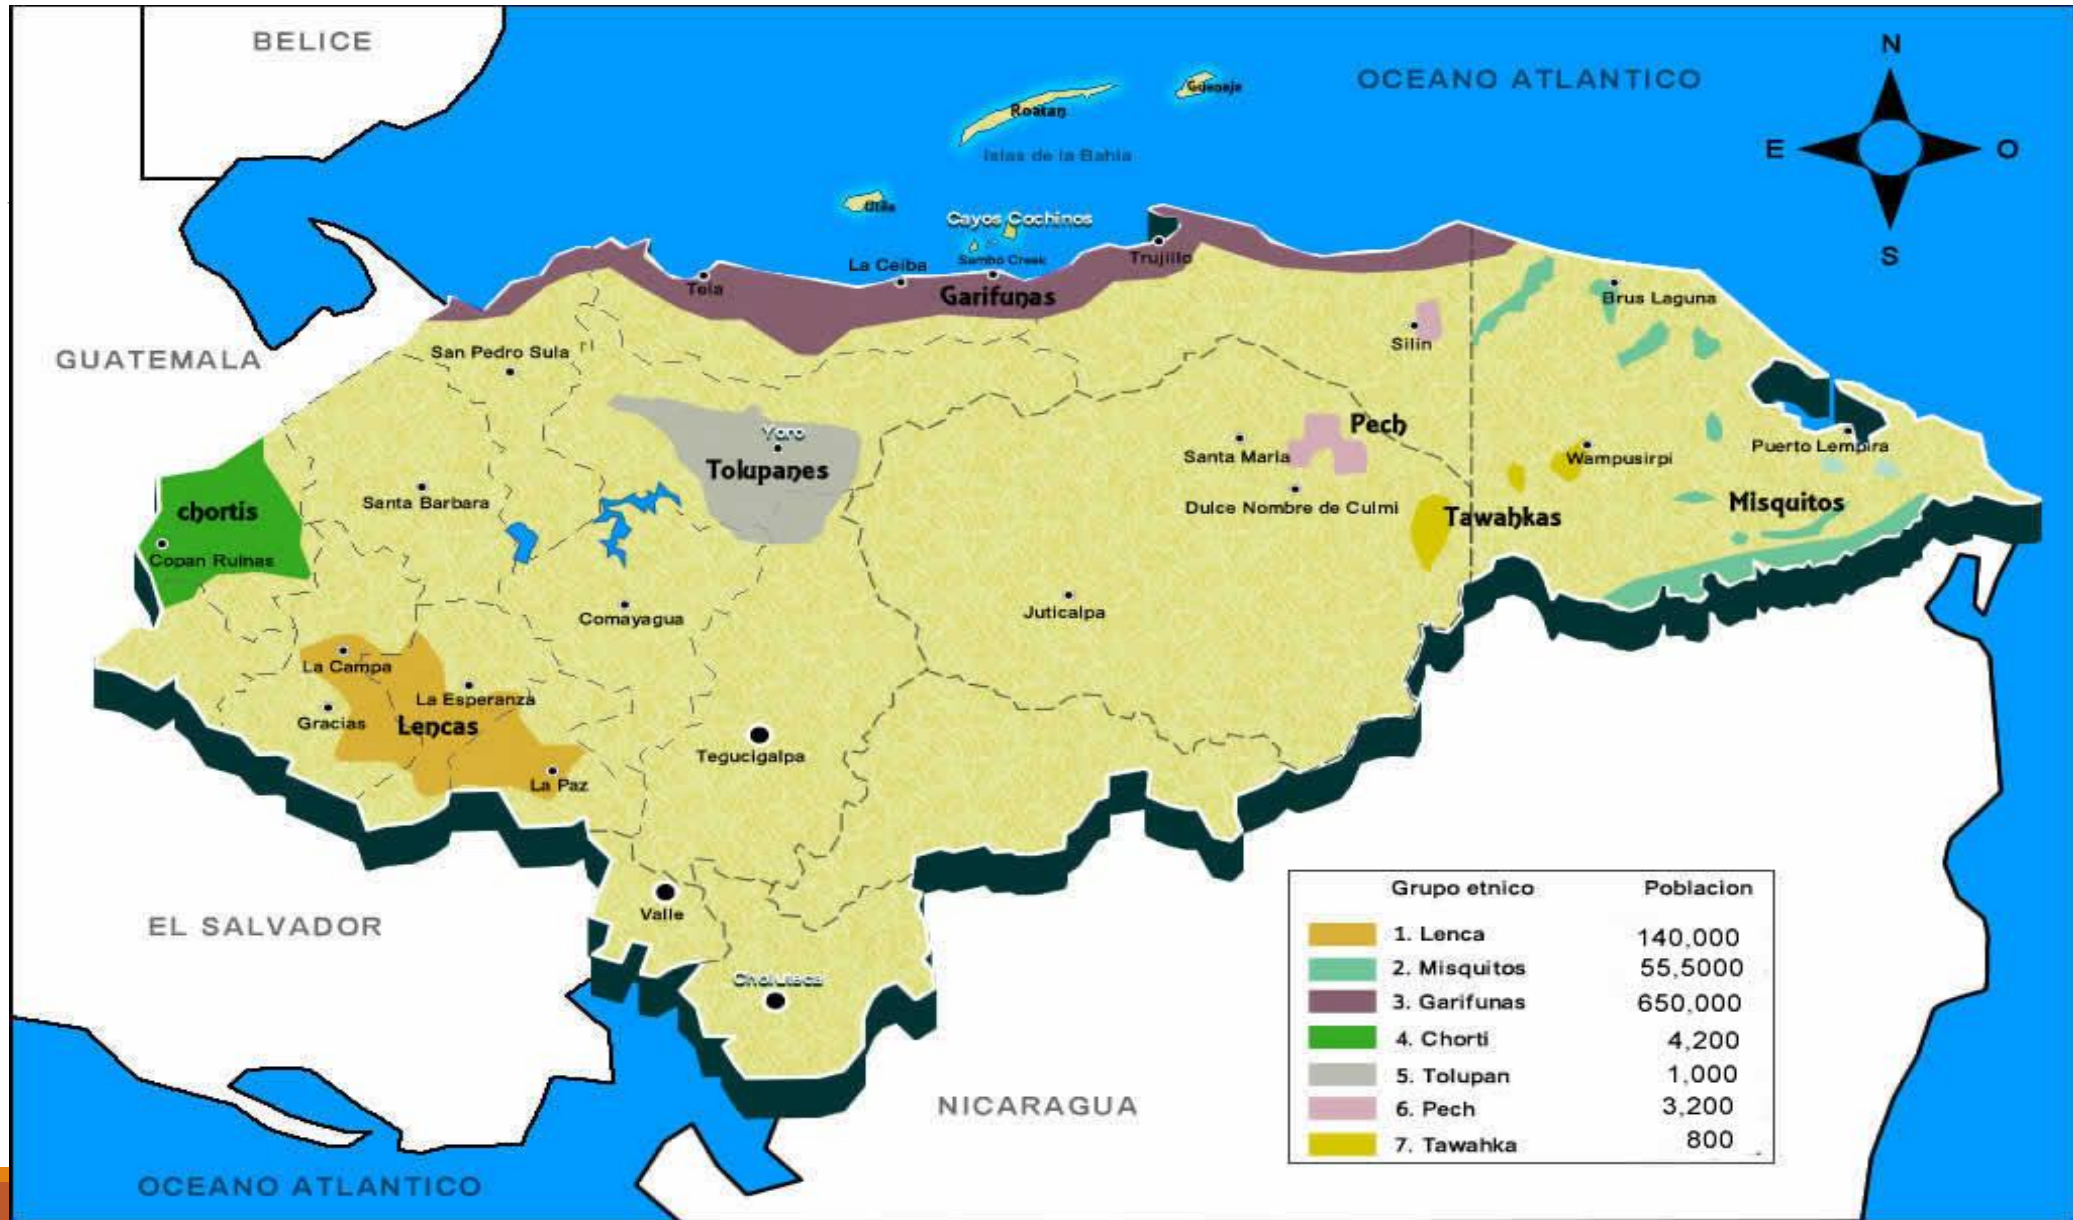 BELICE
OCEANO ATLANTICO
N
E
O
S
Guanaja
Roatan
Islas de la Bahia
Utila
Cayos Cochinos
La Ceiba
Sambo Creek
Trujillo
Tela
Garifunas
Brus Laguna
GUATEMALA
San Pedro Sula
Silin
Yoro
Tolupanes
Pech
Santa Maria
Wampusirpi
Puerto Lempira
Santa Barbara
Dulce Nombre de Culmi
Tawahkas
Misquitos
chortis
Copan Ruinas
Comayagua
Juticalpa
La Campa
La Esperanza
Gracias
Lencas
Tegucigalpa
La Paz
Valle
EL SALVADOR
Choluteca
NICARAGUA
OCEANO ATLANTICO
Grupo etnico Poblacion
1. Lenca 140,000
2. Misquitos 55,5000
3. Garifunas 650,000
4. Chorti 4,200
5. Tolupan 1,000
6. Pech 3,200
7. Tawahka 800